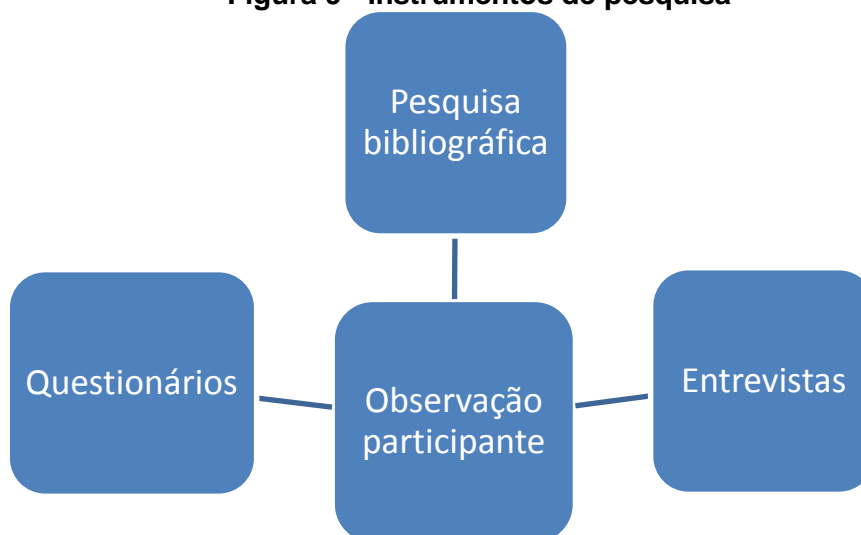 Figura - Instrumentos de pesquisa
Pesquisa
bibliográfica
Questionários
Observação
participante
Entrevistas